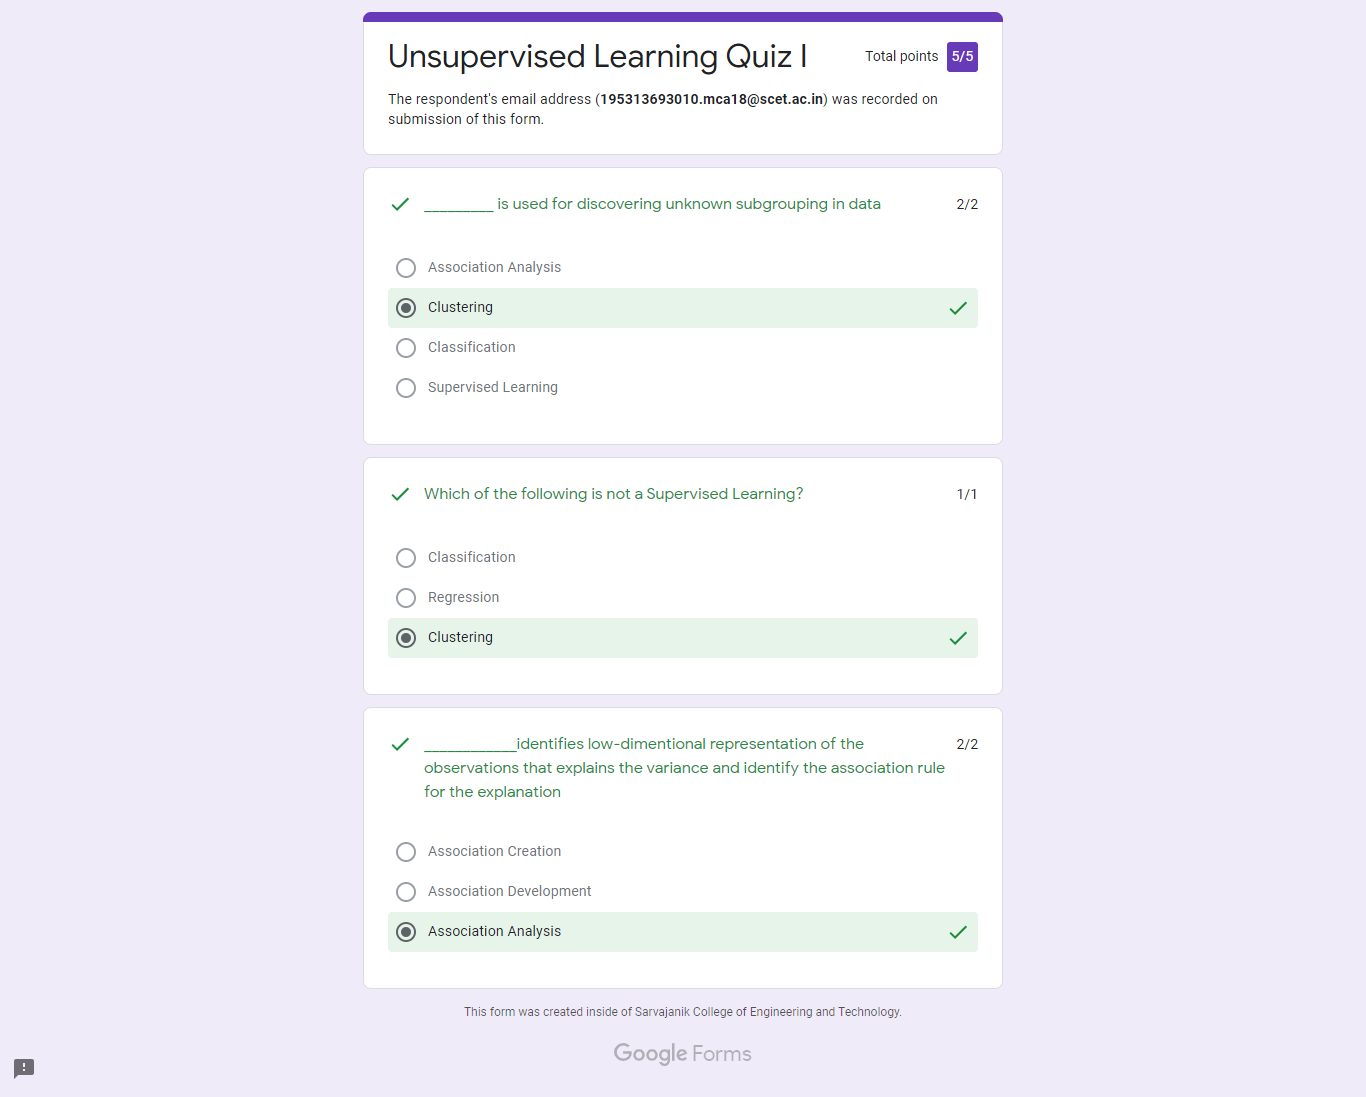 Unsupervised Learning Quiz I
Total points 5/5
The respondent's email address (195313693010.mca18@scet.ac.in) was recorded on
submission of this form.
_________ is used for discovering unknown subgrouping in data
2/2
Association Analysis
Clustering
Classification
Supervised Learning
Which of the following is not a Supervised Learning?
1/1
Classification
Regression
Clustering
____________identifies low-dimentional representation of the
2/2
observations that explains the variance and identify the association rule
for the explanation
Association Creation
Association Development
Association Analysis
This form was created inside of Sarvajanik College of Engineering and Technology.
Google Forms